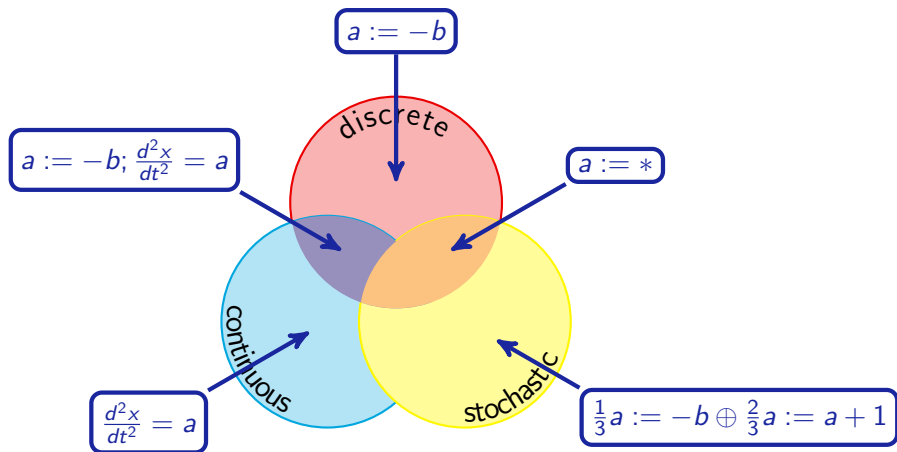 a := −b
discrete
a := −b; d²x/dt² = a
a := ∗
continuous
stochastic
d²x/dt² = a
1/3 a := −b ⊕ 2/3 a := a + 1